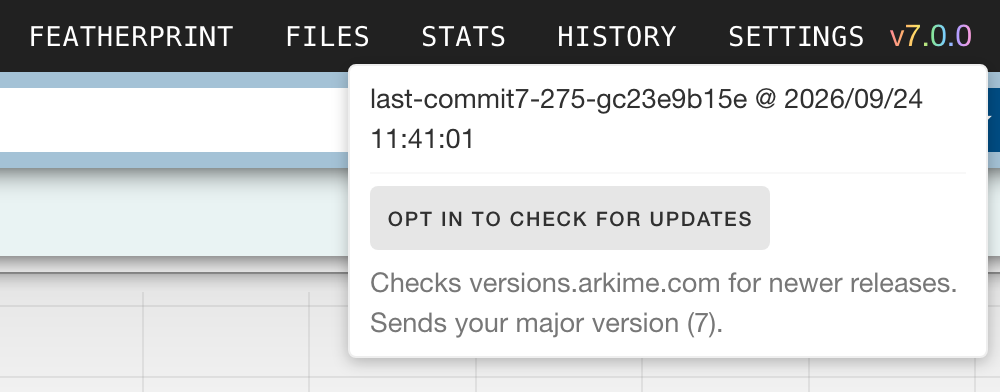 FEATHERPRINT FILES STATS HISTORY SETTINGS v7.0.0
last-commit7-275-gc23e9b15e @ 2026/09/24
11:41:01
OPT IN TO CHECK FOR UPDATES
Checks versions.arkime.com for newer releases.
Sends your major version (7).